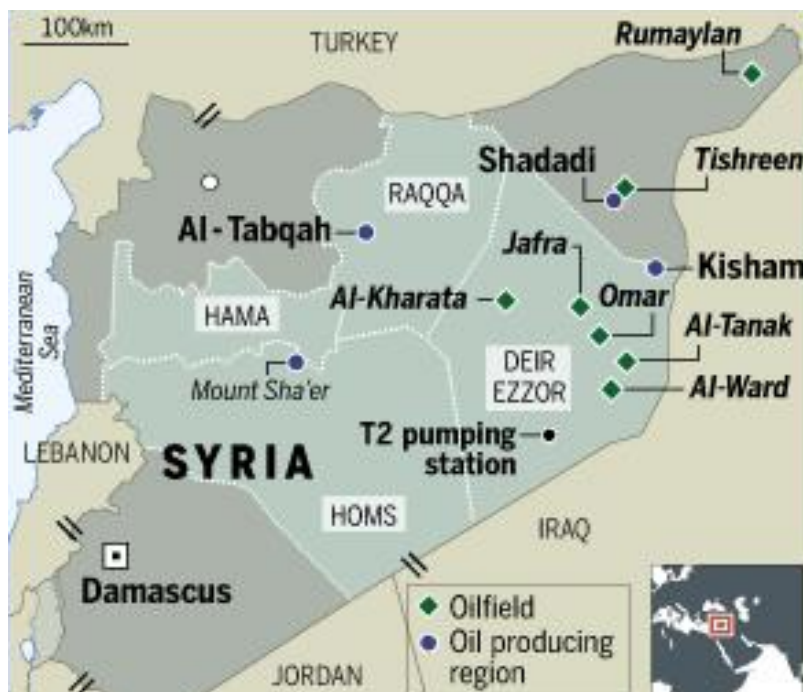 100km
TURKEY
Rumaylan
Shadadi
Tishreen
RAQQA
Al-Tabqah
Jafra
Kisham
Al-Kharata
Omar
HAMA
Al-Tanak
Mediterranean
Sea
Mount Sha'er
DEIR
EZZOR
Al-Ward
LEBANON
SYRIA
T2 pumping
station
HOMS
IRAQ
Damascus
Oilfield
Oil producing
region
JORDAN